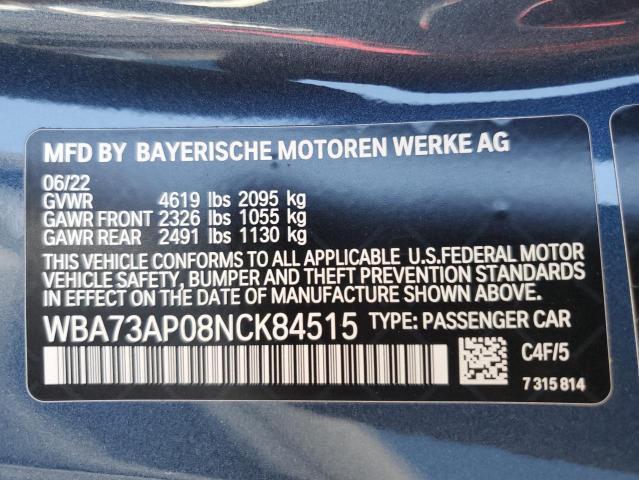 MFD BY BAYERISCHE MOTOREN WERKE AG
06/22
GVWR 4619 lbs 2095 kg
GAWR FRONT 2326 lbs 1055 kg
GAWR REAR 2491 lbs 1130 kg
THIS VEHICLE CONFORMS TO ALL APPLICABLE U.S.FEDERAL MOTOR
VEHICLE SAFETY, BUMPER AND THEFT PREVENTION STANDARDS
IN EFFECT ON THE DATE OF MANUFACTURE SHOWN ABOVE.
WBA73AP08NCK84515 TYPE: PASSENGER CAR
C4F/5
7 315 814